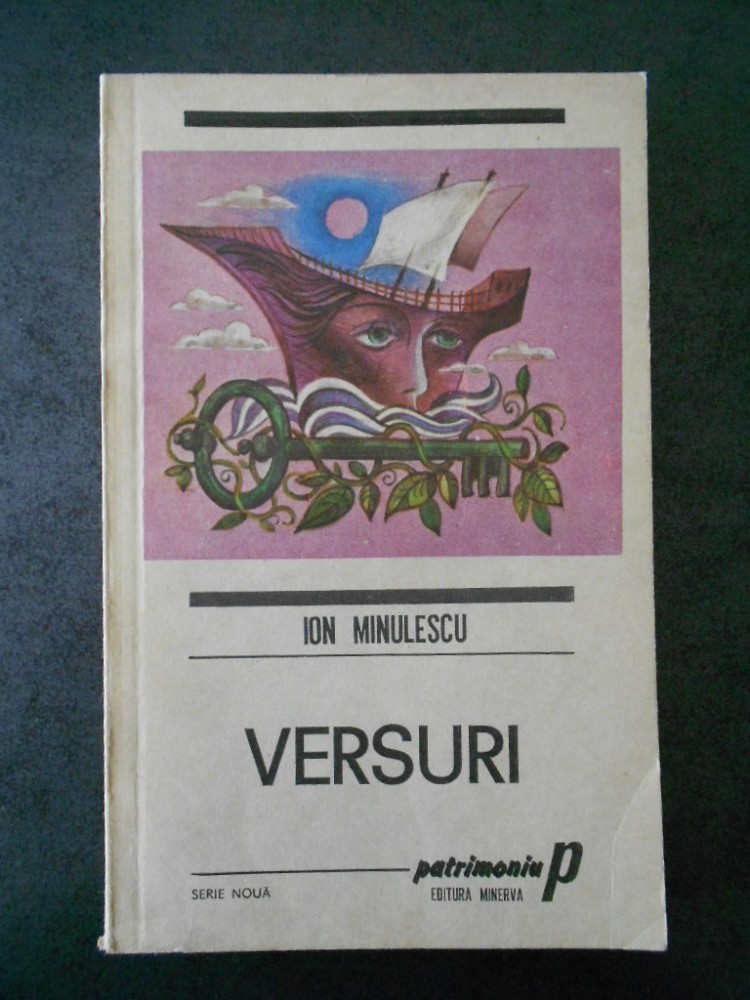 ION MINULESCU
VERSURI
patrimoniu P
SERIE NOUĂ
EDITURA MINERVA